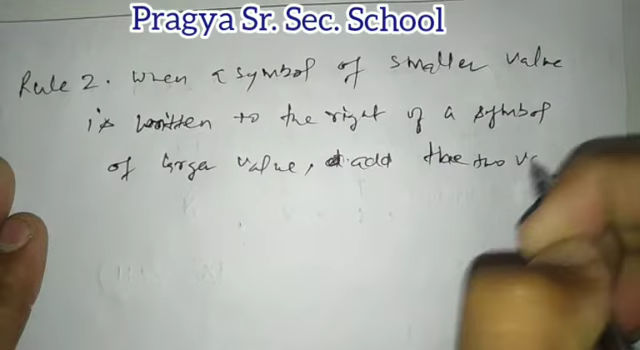 Pragya Sr. Sec. School
Rule 2. When a symbol of smaller value
is written to the right of a symbol
of larger value, add the two v